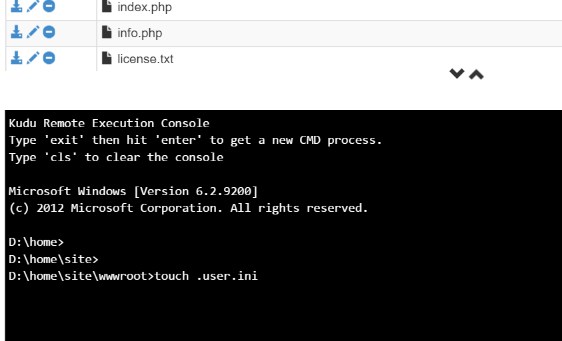 index.php
info.php
license.txt
Kudu Remote Execution Console
Type 'exit' then hit 'enter' to get a new CMD process.
Type 'cls' to clear the console
Microsoft Windows [Version 6.2.9200]
(c) 2012 Microsoft Corporation. All rights reserved.
D:\home>
D:\home\site>
D:\home\site\wwwroot>touch .user.ini